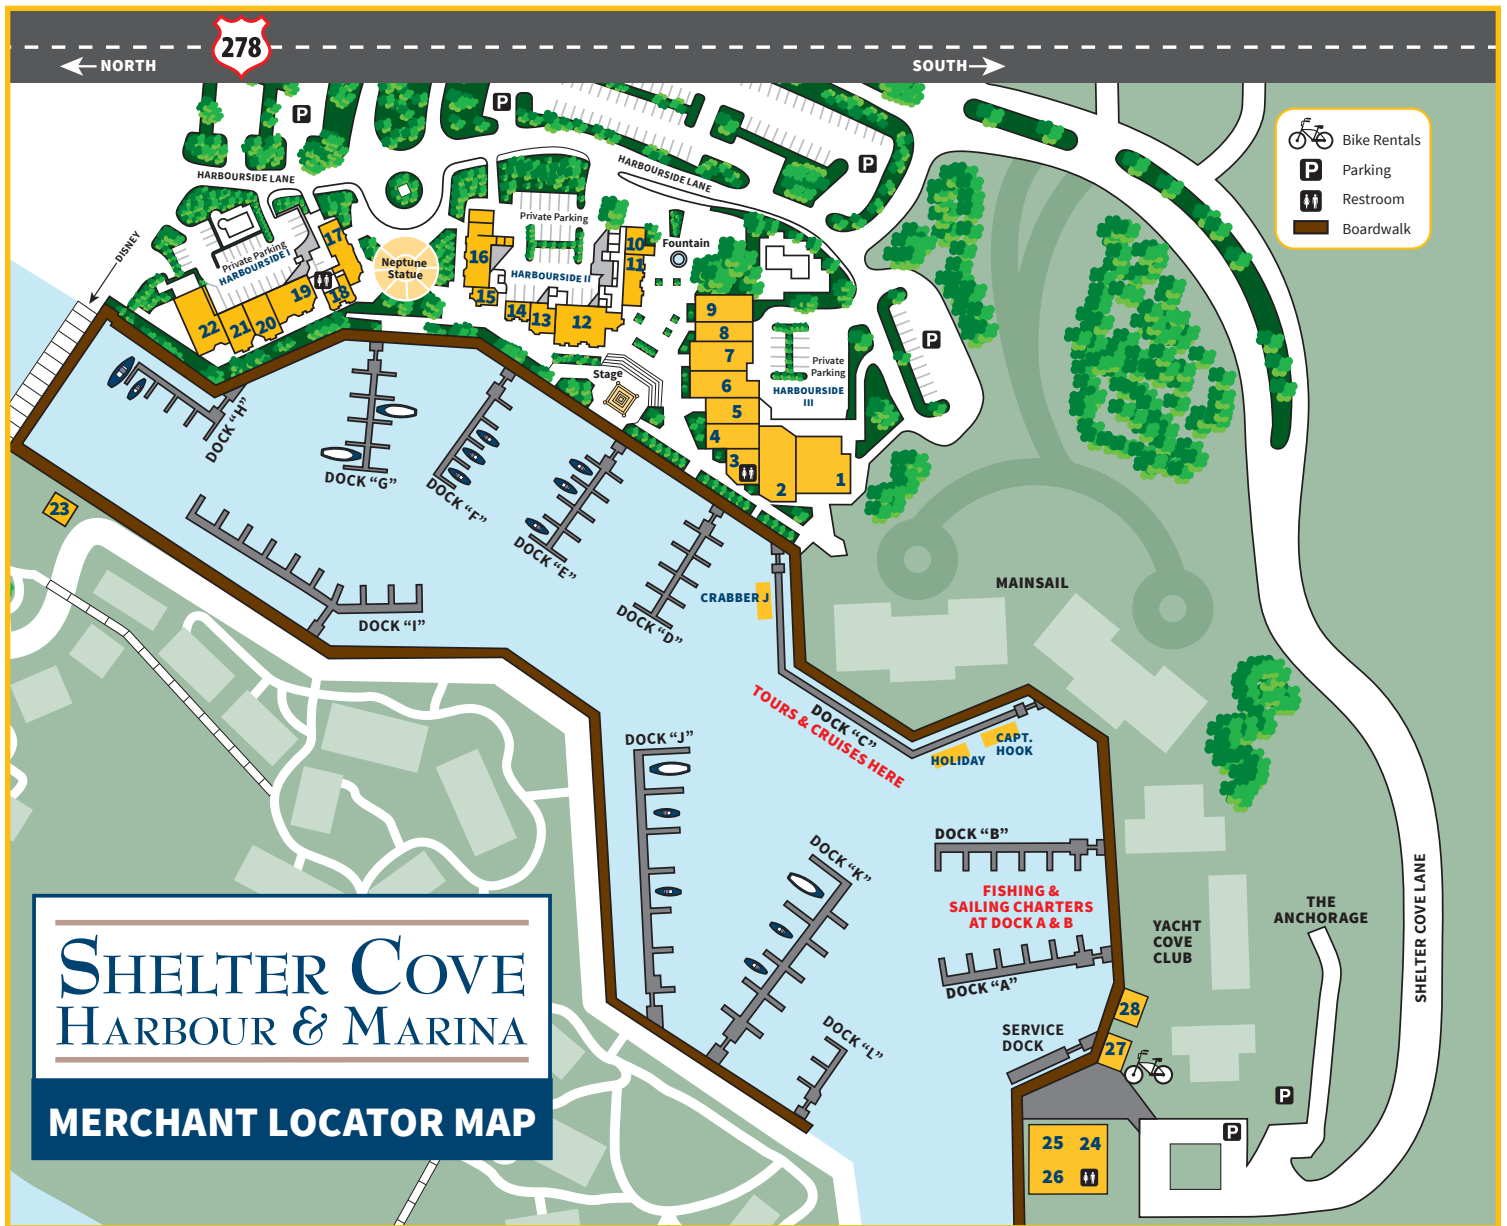 278
NORTH
SOUTH
P
P
P
Bike Rentals
P
Parking
Restroom
Boardwalk
HARBOURSIDE LANE
HARBOURSIDE LANE
DISNEY
Private Parking
HARBOURSIDE I
17
18
19
20
21
22
Neptune
Statue
Private Parking
HARBOURSIDE II
16
15
14
13
12
10
11
Fountain
Stage
9
8
7
6
5
4
3
2
1
Private
Parking
HARBOURSIDE
III
P
23
DOCK “H”
DOCK “G”
DOCK “F”
DOCK “E”
DOCK “D”
DOCK “I”
CRABBER J
MAINSAIL
DOCK “C”
TOURS & CRUISES HERE
HOLIDAY
CAPT.
HOOK
DOCK “J”
DOCK “K”
DOCK “B”
FISHING &
SAILING CHARTERS
AT DOCK A & B
DOCK “A”
YACHT
COVE
CLUB
THE
ANCHORAGE
SHELTER COVE LANE
DOCK “L”
SERVICE
DOCK
28
27
P
P
25
24
26
SHELTER COVE
HARBOUR & MARINA
MERCHANT LOCATOR MAP